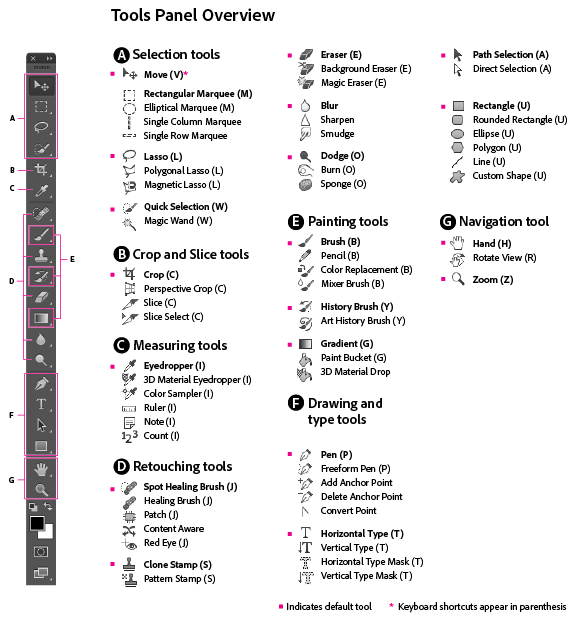 Tools Panel Overview
A Selection tools
Move (V)*
Rectangular Marquee (M)
Elliptical Marquee (M)
Single Column Marquee
Single Row Marquee
Lasso (L)
Polygonal Lasso (L)
Magnetic Lasso (L)
Quick Selection (W)
Magic Wand (W)
B Crop and Slice tools
Crop (C)
Perspective Crop (C)
Slice (C)
Slice Select (C)
C Measuring tools
Eyedropper (I)
3D Material Eyedropper (I)
Color Sampler (I)
Ruler (I)
Note (I)
Count (I)
D Retouching tools
Spot Healing Brush (J)
Healing Brush (J)
Patch (J)
Content Aware
Red Eye (J)
Clone Stamp (S)
Pattern Stamp (S)
Eraser (E)
Background Eraser (E)
Magic Eraser (E)
Blur
Sharpen
Smudge
Dodge (O)
Burn (O)
Sponge (O)
E Painting tools
Brush (B)
Pencil (B)
Color Replacement (B)
Mixer Brush (B)
History Brush (Y)
Art History Brush (Y)
Gradient (G)
Paint Bucket (G)
3D Material Drop
F Drawing and
type tools
Pen (P)
Freeform Pen (P)
Add Anchor Point
Delete Anchor Point
Convert Point
Horizontal Type (T)
Vertical Type (T)
Horizontal Type Mask (T)
Vertical Type Mask (T)
Path Selection (A)
Direct Selection (A)
Rectangle (U)
Rounded Rectangle (U)
Ellipse (U)
Polygon (U)
Line (U)
Custom Shape (U)
G Navigation tool
Hand (H)
Rotate View (R)
Zoom (Z)
A
B
C
D
E
F
G
Indicates default tool * Keyboard shortcuts appear in parenthesis